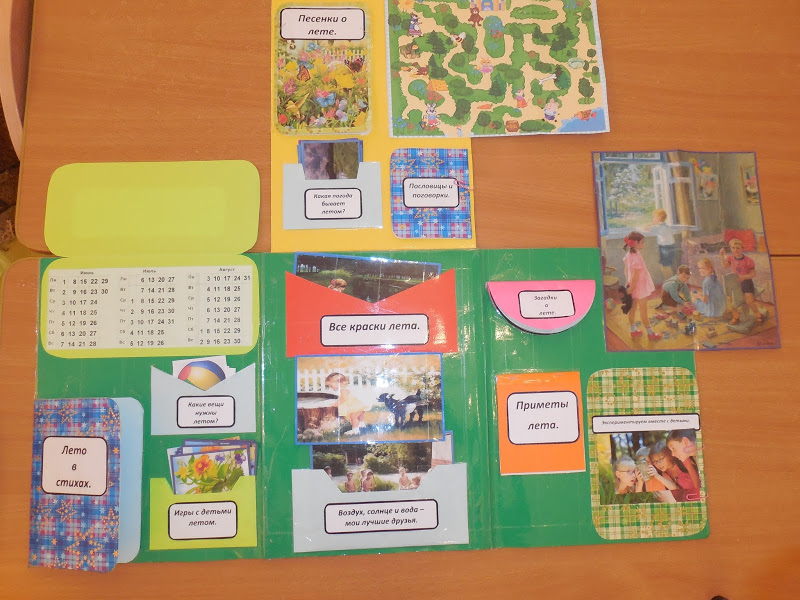 Песенки о
лете.
Какая погода
бывает
летом?
Пословицы и
поговорки.
Июнь Июль Август
Пн 1 8 15 22 29 Пн 6 13 20 27 Пн 3 10 17 24 31
Вт 2 9 16 23 30 Вт 7 14 21 28 Вт 4 11 18 25
Ср 3 10 17 24 Ср 1 8 15 22 29 Ср 5 12 19 26
Чт 4 11 18 25 Чт 2 9 16 23 30 Чт 6 13 20 27
Пт 5 12 19 26 Пт 3 10 17 24 31 Пт 7 14 21 28
Сб 6 13 20 27 Сб 4 11 18 25 Сб 1 8 15 22 29
Вс 7 14 21 28 Вс 5 12 19 26 Вс 2 9 16 23 30
Все краски лета.
Загадки
о
лете.
Какие вещи
нужны
летом?
Приметы
лета.
Экспериментируем вместе с детьми.
Лето
в
стихах.
Игры с детьми
летом.
Воздух, солнце и вода –
мои лучшие друзья.